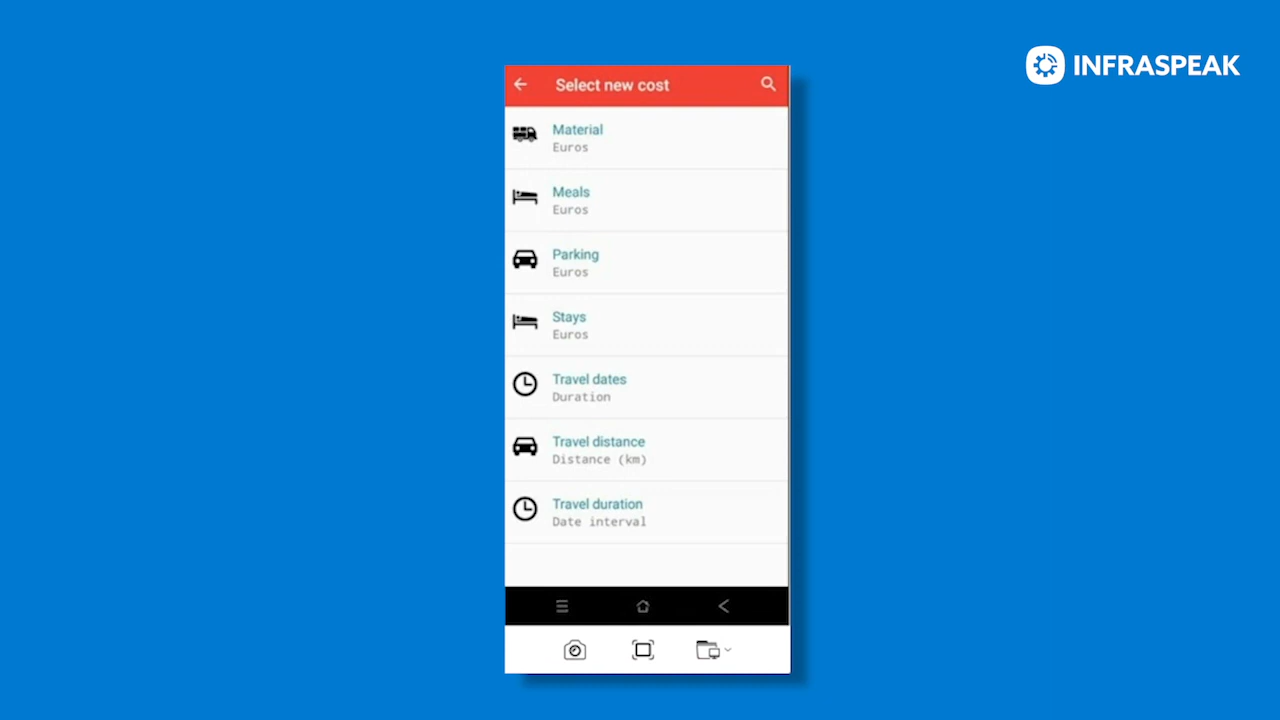 INFRASPEAK
Select new cost
Material
Euros
Meals
Euros
Parking
Euros
Stays
Euros
Travel dates
Duration
Travel distance
Distance (km)
Travel duration
Date interval